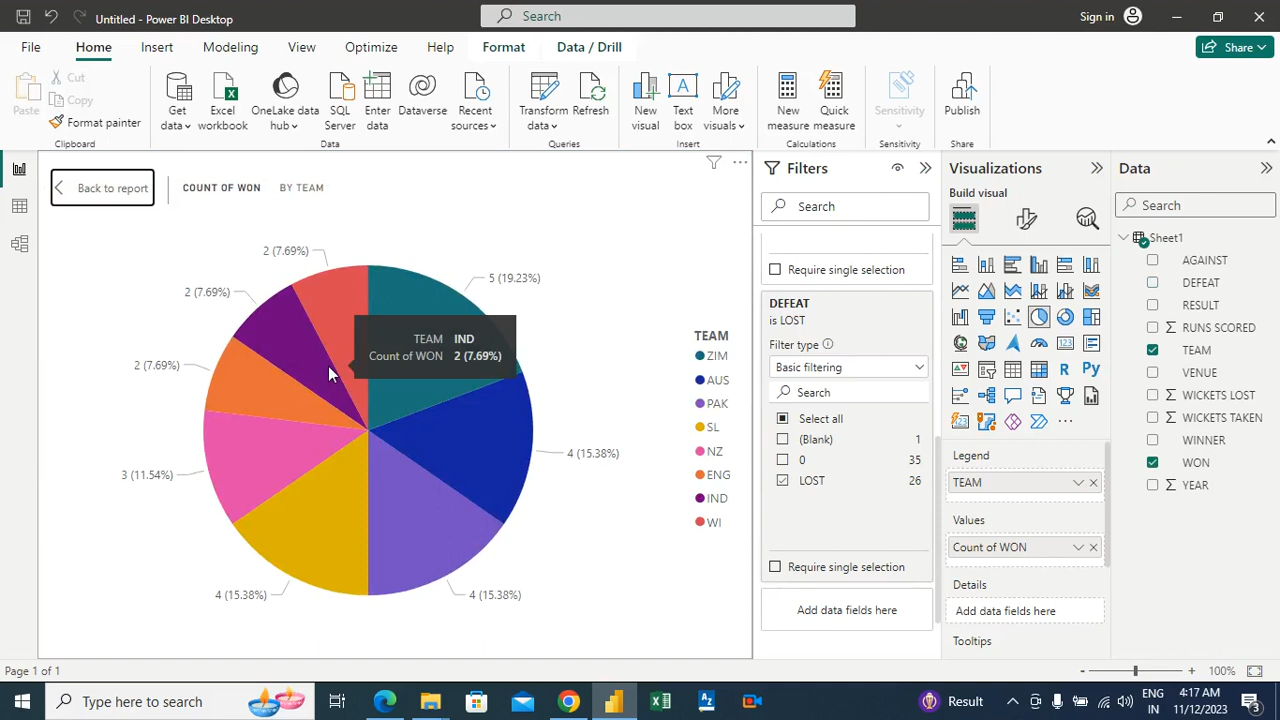 Untitled - Power BI Desktop
Search
Sign in
File
Home
Insert
Modeling
View
Optimize
Help
Format
Data / Drill
Share
Paste
Cut
Copy
Format painter
Get data
Excel workbook
OneLake data hub
SQL Server
Enter data
Dataverse
Recent sources
Transform data
Refresh
New visual
Text box
More visuals
New measure
Quick measure
Sensitivity
Publish
Clipboard
Data
Queries
Insert
Calculations
Sensitivity
Share
Back to report
COUNT OF WON
BY TEAM
2 (7.69%)
5 (19.23%)
2 (7.69%)
2 (7.69%)
3 (11.54%)
4 (15.38%)
4 (15.38%)
4 (15.38%)
TEAM IND
Count of WON 2 (7.69%)
TEAM
ZIM
AUS
PAK
SL
NZ
ENG
IND
WI
Filters
Search
Require single selection
DEFEAT
is LOST
Filter type
Basic filtering
Search
Select all
(Blank) 1
0 35
LOST 26
Require single selection
Add data fields here
Visualizations
Build visual
123
R
Py
Legend
TEAM
Values
Count of WON
Details
Add data fields here
Tooltips
Data
Search
Sheet1
AGAINST
DEFEAT
RESULT
RUNS SCORED
TEAM
VENUE
WICKETS LOST
WICKETS TAKEN
WINNER
WON
YEAR
Page 1 of 1
100%
Type here to search
Result
ENG
IN
4:17 AM
11/12/2023
3